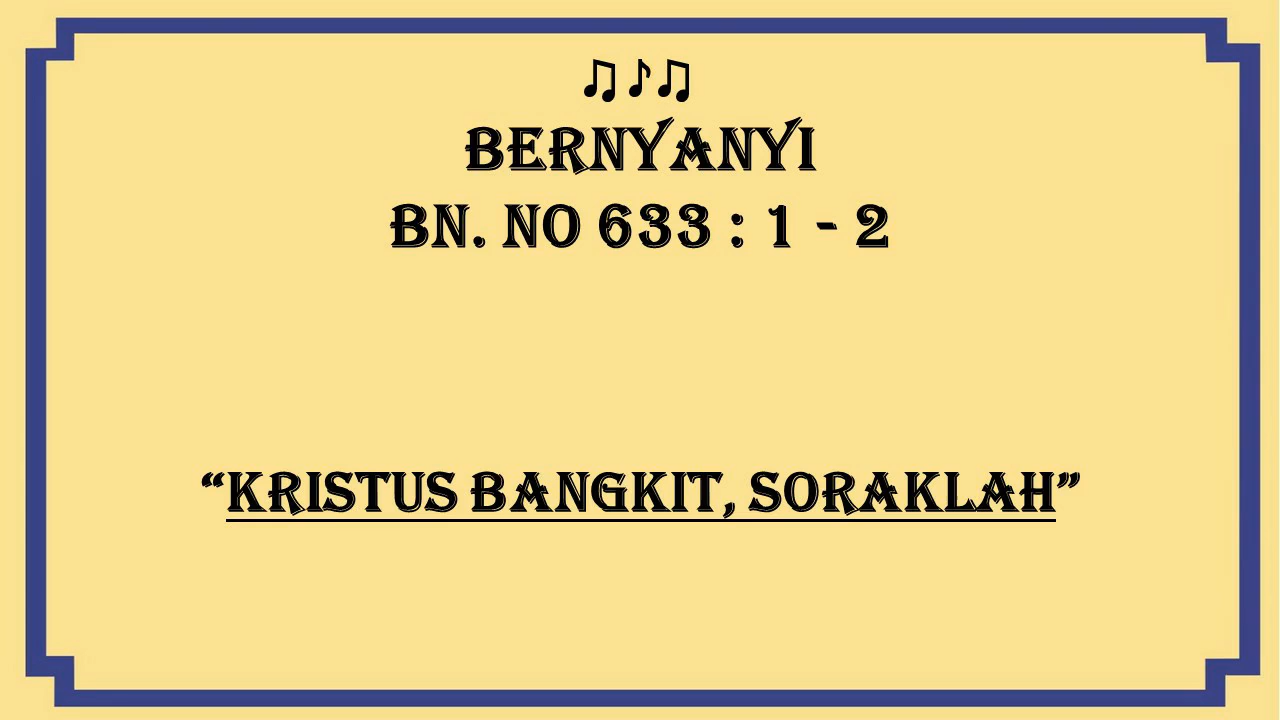 ♫♪♫
BERNYANYI
BN. NO 633 : 1 - 2
“KRISTUS BANGKIT, SORAKLAH”